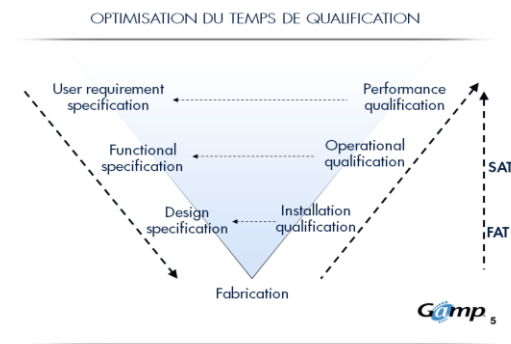 OPTIMISATION DU TEMPS DE QUALIFICATION
User requirement
specification
Performance
qualification
Functional
specification
Operational
qualification
SAT
Design
specification
Installation
qualification
FAT
Fabrication
Gamp 5